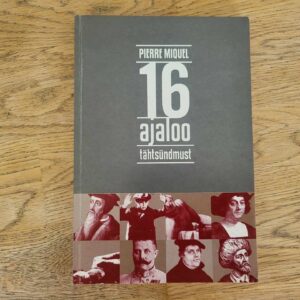 PIERRE MIQUEL
16
ajaloo
tähtsündmust